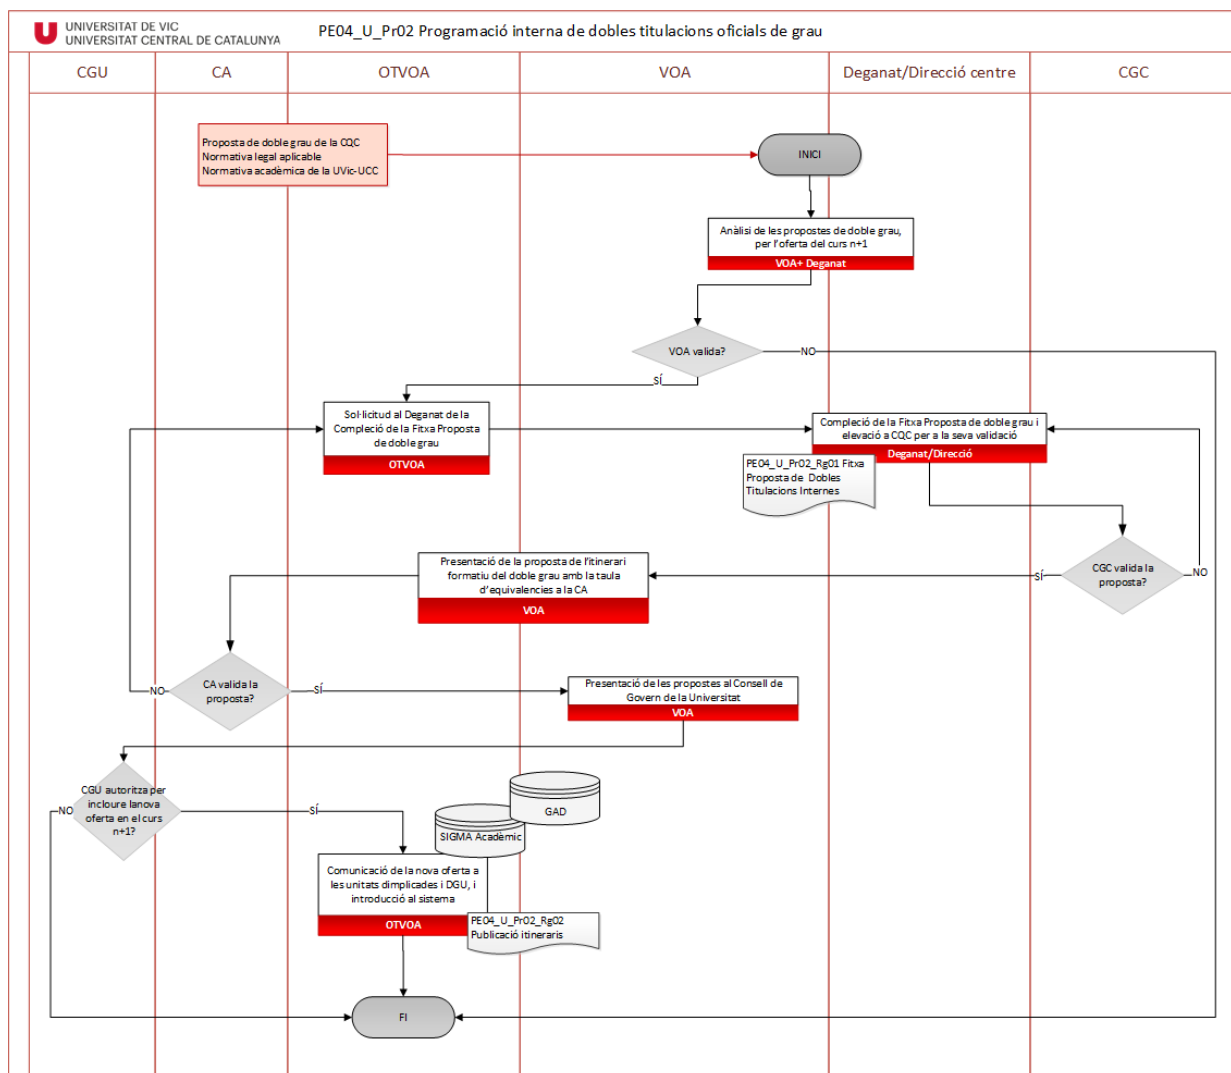 UNIVERSITAT DE VIC
UNIVERSITAT CENTRAL DE CATALUNYA
PE04_U_Pr02 Programació interna de dobles titulacions oficials de grau
CGU
CA
OTVOA
VOA
Deganat/Direcció centre
CGC
Proposta de doble grau de la CQC
Normativa legal aplicable
Normativa acadèmica de la UVic-UCC
INICI
Anàlisi de les propostes de doble grau,
per l'oferta del curs n+1
VOA+ Deganat
VOA valida?
NO
SÍ
Sol·licitud al Deganat de la
Compleció de la Fitxa Proposta
de doble grau
OTVOA
Compleció de la Fitxa Proposta de doble grau i
elevació a CQC per a la seva validació
Deganat/Direcció
PE04_U_Pr02_Rg01 Fitxa
Proposta de Dobles
Titulacions Internes
CGC valida la
proposta?
NO
SÍ
Presentació de la proposta de l'itinerari
formatiu del doble grau amb la taula
d'equivalencies a la CA
VOA
CA valida la
proposta?
NO
SÍ
Presentació de les propostes al Consell de
Govern de la Universitat
VOA
CGU autoritza per
incloure lanova
oferta en el curs
n+1?
NO
SÍ
GAD
SIGMA Acadèmic
Comunicació de la nova oferta a
les unitats dimplicades i DGU, i
introducció al sistema
OTVOA
PE04_U_Pr02_Rg02
Publicació itineraris
FI